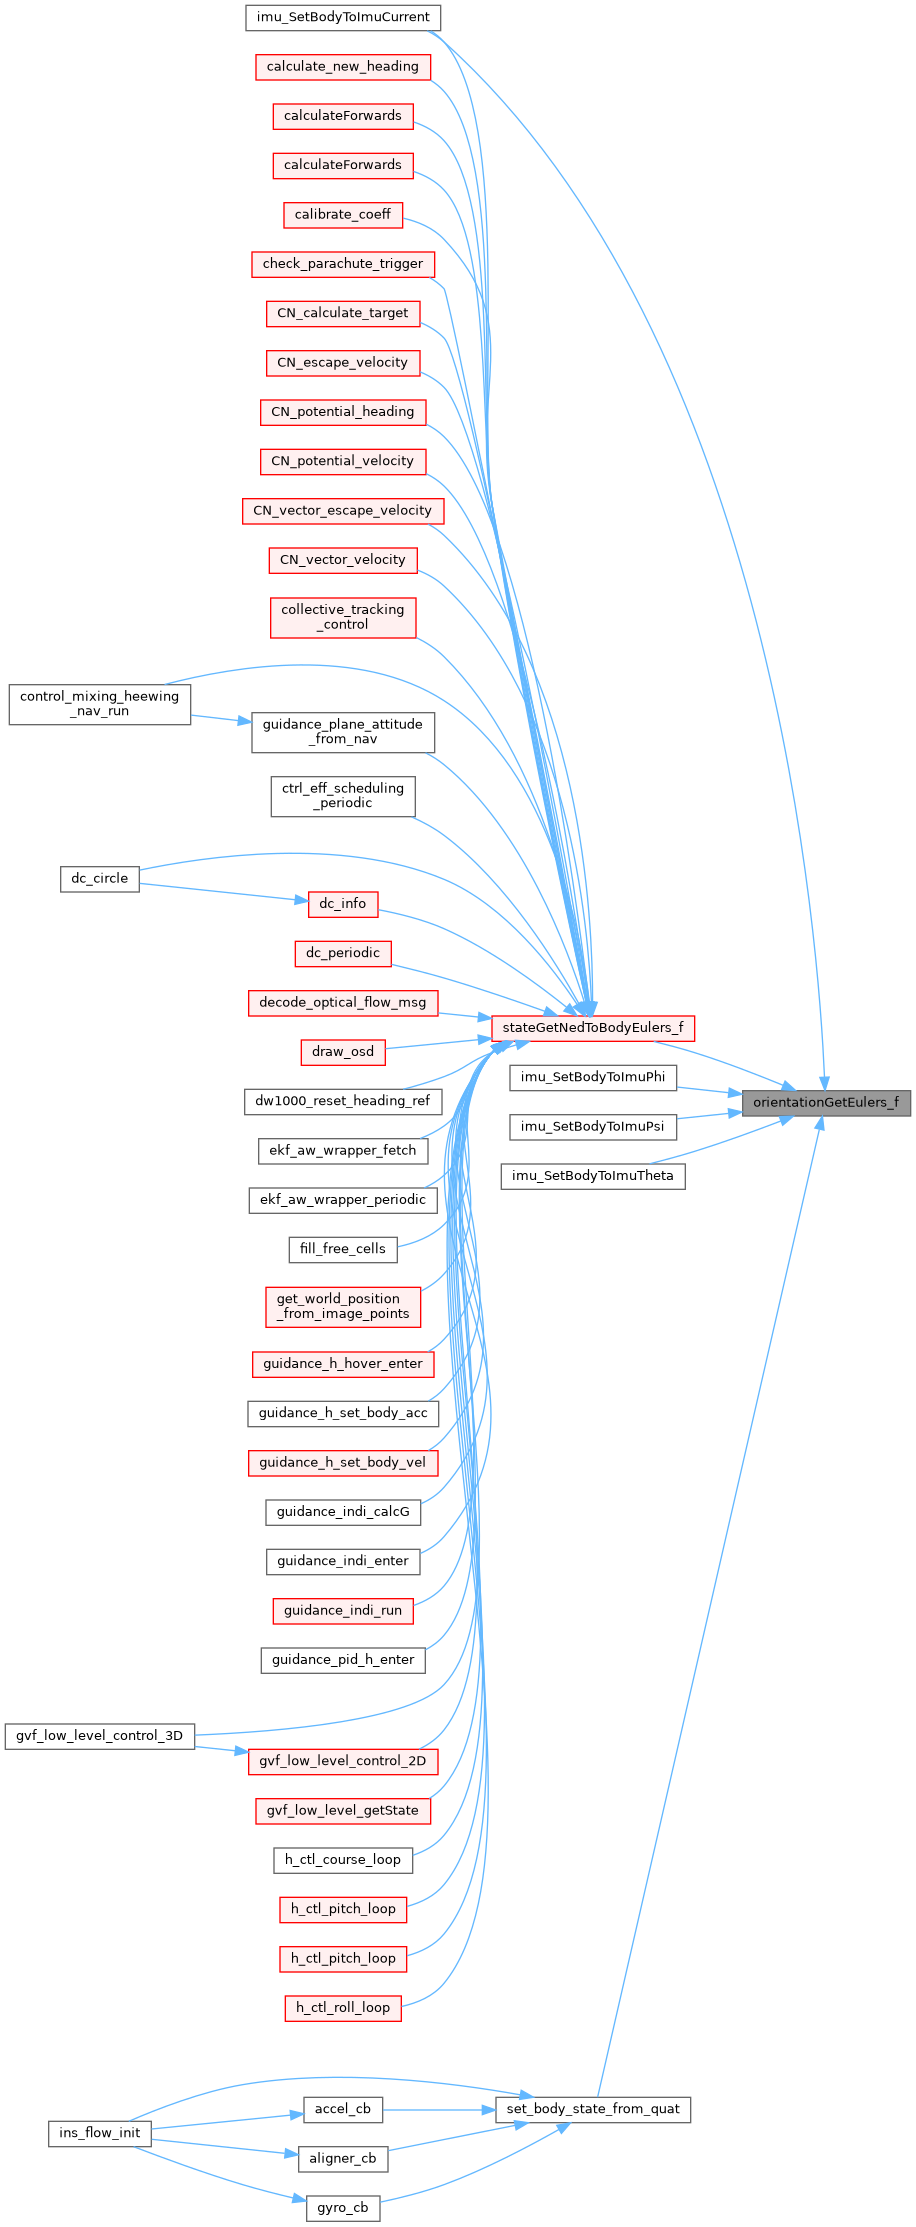 imu_SetBodyToImuCurrent
calculate_new_heading
calculateForwards
calculateForwards
calibrate_coeff
check_parachute_trigger
CN_calculate_target
CN_escape_velocity
CN_potential_heading
CN_potential_velocity
CN_vector_escape_velocity
CN_vector_velocity
collective_tracking
_control
control_mixing_heewing
_nav_run
guidance_plane_attitude
_from_nav
ctrl_eff_scheduling
_periodic
dc_circle
dc_info
dc_periodic
decode_optical_flow_msg
stateGetNedToBodyEulers_f
draw_osd
imu_SetBodyToImuPhi
dw1000_reset_heading_ref
orientationGetEulers_f
imu_SetBodyToImuPsi
ekf_aw_wrapper_fetch
imu_SetBodyToImuTheta
ekf_aw_wrapper_periodic
fill_free_cells
get_world_position
_from_image_points
guidance_h_hover_enter
guidance_h_set_body_acc
guidance_h_set_body_vel
guidance_indi_calcG
guidance_indi_enter
guidance_indi_run
guidance_pid_h_enter
gvf_low_level_control_3D
gvf_low_level_control_2D
gvf_low_level_getState
h_ctl_course_loop
h_ctl_pitch_loop
h_ctl_pitch_loop
h_ctl_roll_loop
accel_cb
set_body_state_from_quat
ins_flow_init
aligner_cb
gyro_cb